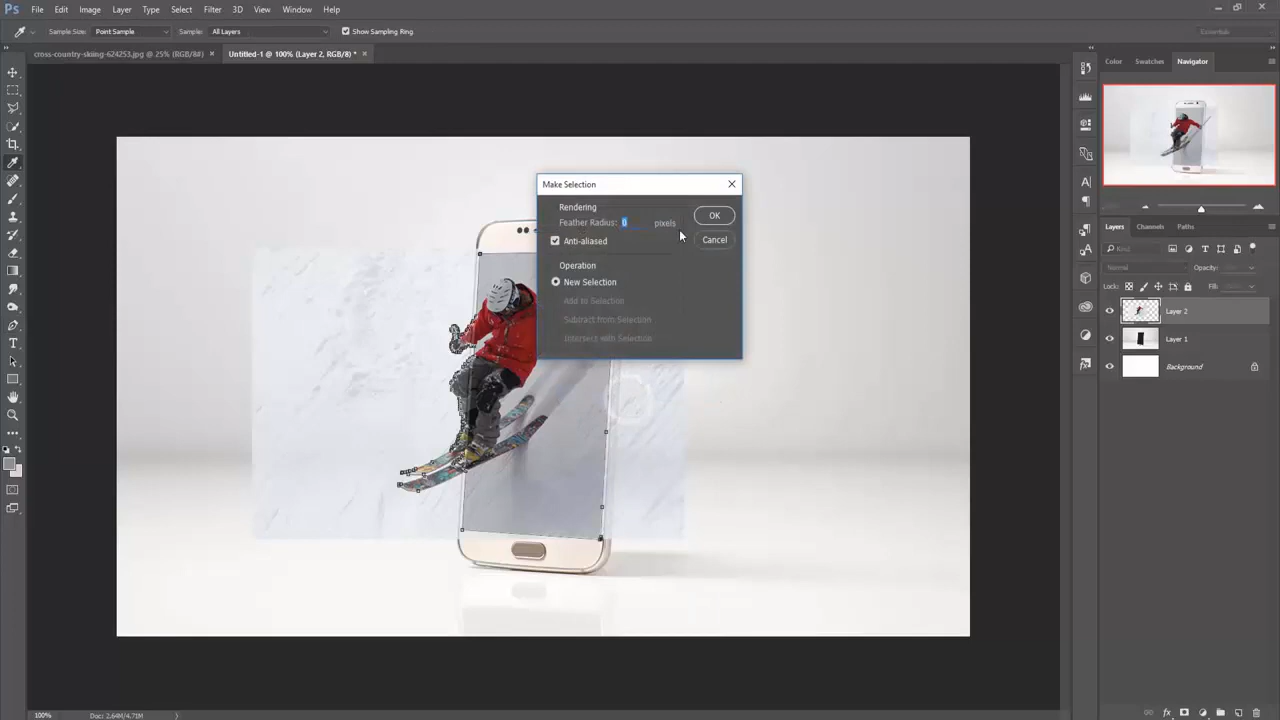 Ps File Edit Image Layer Type Select Filter 3D View Window Help
Sample Size: Point Sample Sample: All Layers Show Sampling Ring Essentials
cross-country-skiing-624253.jpg @ 25% (RGB/8#) × Untitled-1 @ 100% (Layer 2, RGB/8) * ×
Color Swatches Navigator
Make Selection
Rendering
Feather Radius: 0 pixels
OK
Anti-aliased
Cancel
Operation
New Selection
Add to Selection
Subtract from Selection
Intersect with Selection
Layers Channels Paths
Kind
Normal Opacity:
Lock: Fill:
Layer 2
Layer 1
Background
100% Doc: 2,64M/4,71M